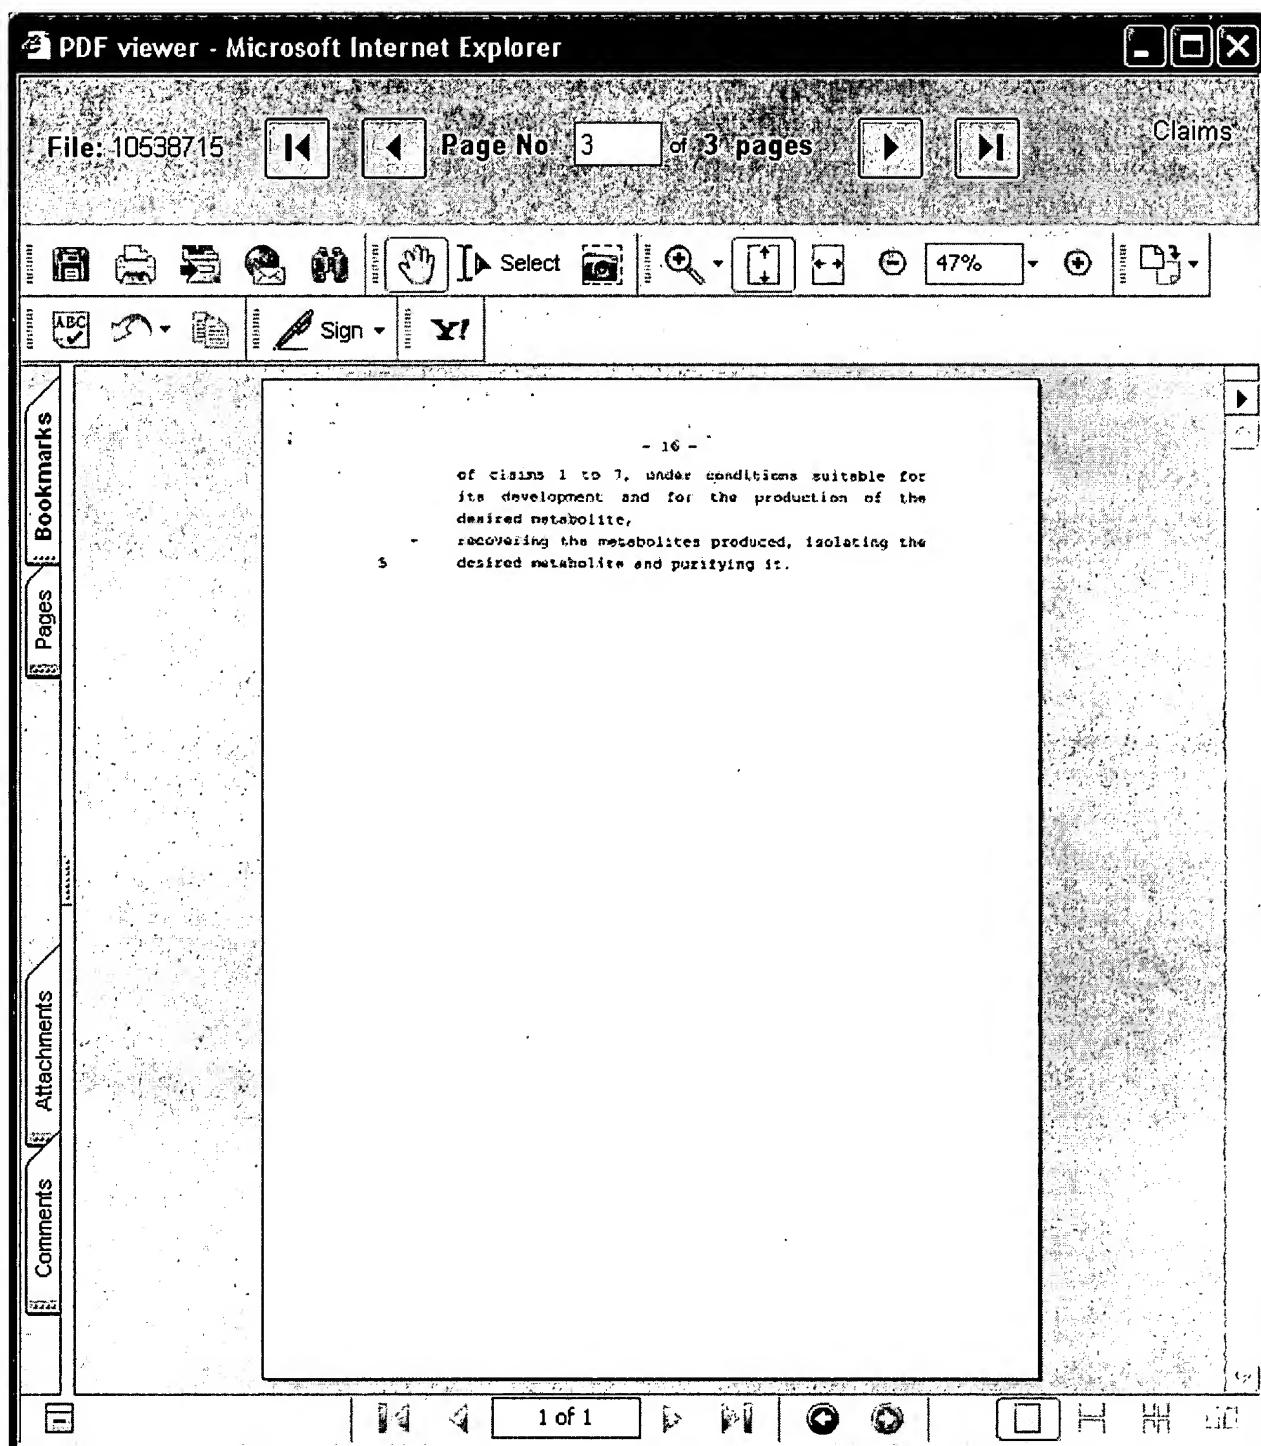 PDF viewer - Microsoft Internet Explorer
File: 10538715 Page No 3 of 3 pages Claims
Select 47%
ABC Sign Y!
Bookmarks
Pages
Attachments
Comments
- 16 -
of claims 1 to 7, under conditions suitable for
its development and for the production of the
desired metabolite,
- recovering the metabolites produced, isolating the
5 desired metabolite and purifying it.
1 of 1